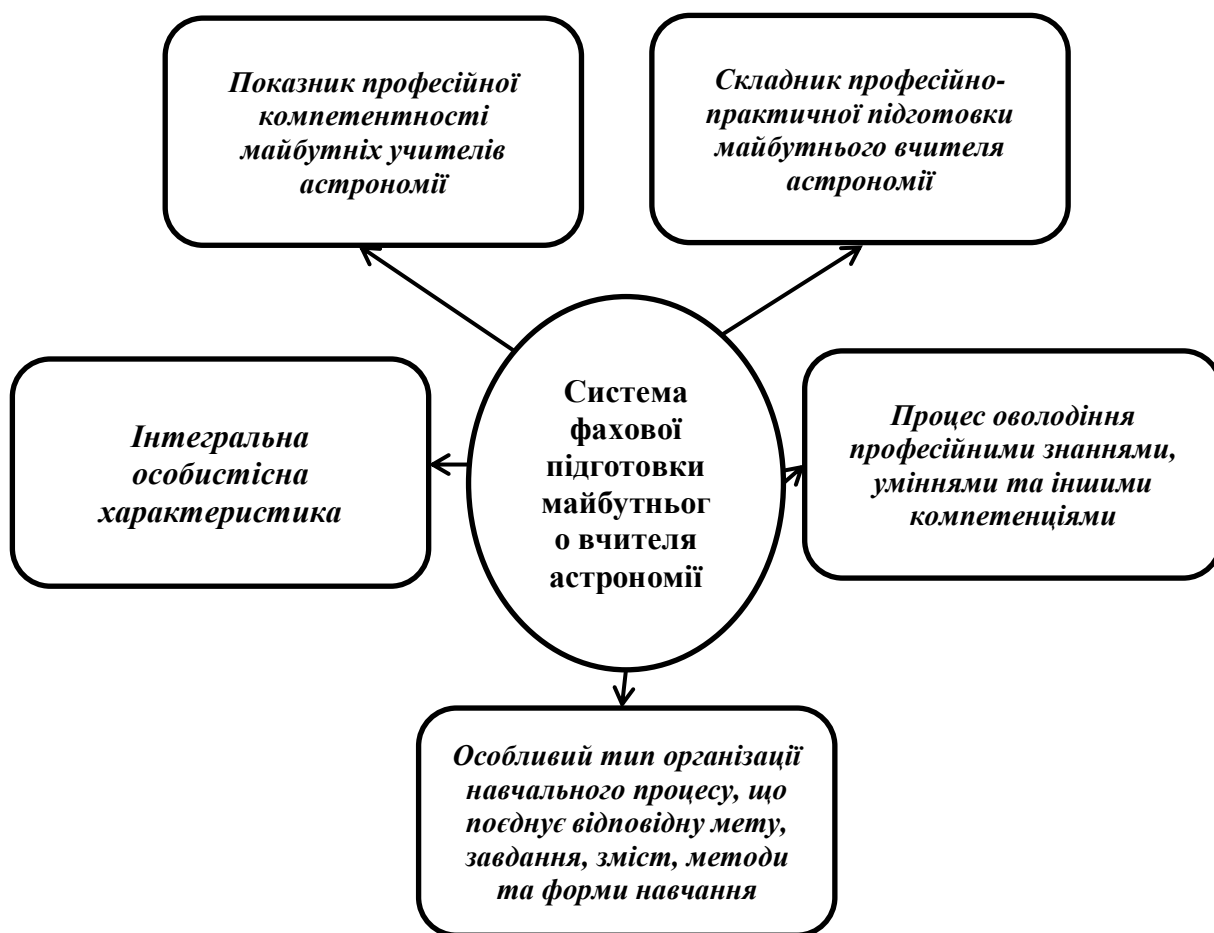 Показник професійної
компетентності
майбутніх учителів
астрономії
Складник професійно-
практичної підготовки
майбутнього вчителя
астрономії
Інтегральна
особистісна
характеристика
Система
фахової
підготовки
майбутньог
о вчителя
астрономії
Процес оволодіння
професійними знаннями,
уміннями та іншими
компетенціями
Особливий тип організації
навчального процесу, що
поєднує відповідну мету,
завдання, зміст, методи
та форми навчання